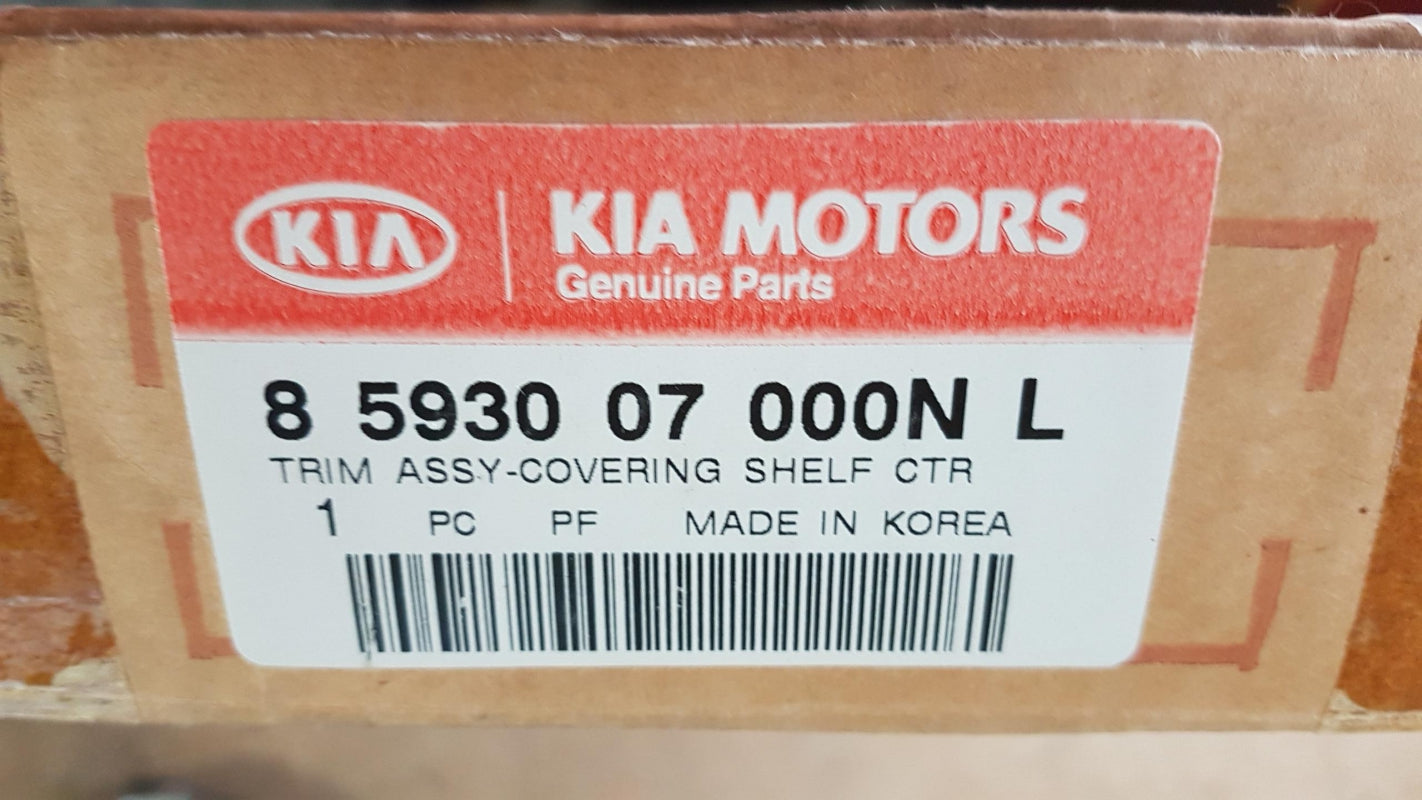 KIA KIA MOTORS
Genuine Parts
8 5930 07 000N L
TRIM ASSY-COVERING SHELF CTR
1 PC PF MADE IN KOREA